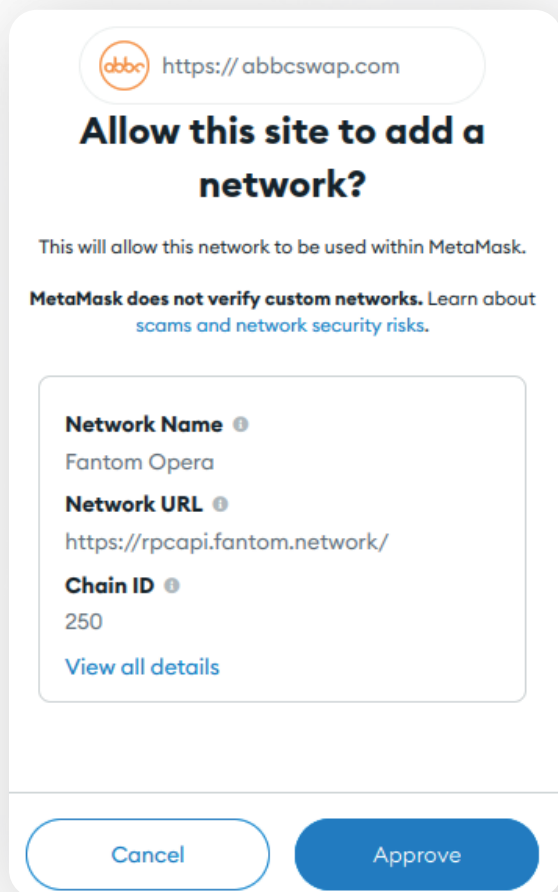 abbc
https:// abbcswap.com
Allow this site to add a
network?
This will allow this network to be used within MetaMask.
MetaMask does not verify custom networks. Learn about
scams and network security risks.
Network Name
Fantom Opera
Network URL
https://rpcapi.fantom.network/
Chain ID
250
View all details
Cancel
Approve